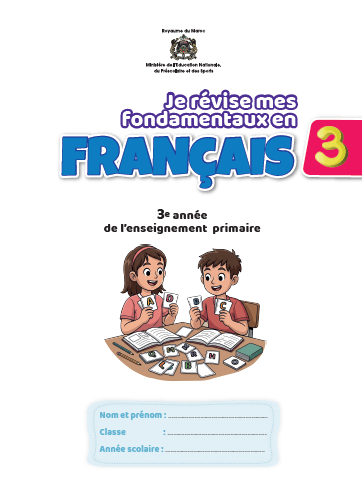 Royaume du Maroc
Ministère de l'Education Nationale,
du Préscolaire et des Sports
Je révise mes
fondamentaux en
FRANÇAIS
3
3e année
de l'enseignement primaire
A
D
B
C
Nom et prénom :
Classe :
Année scolaire :